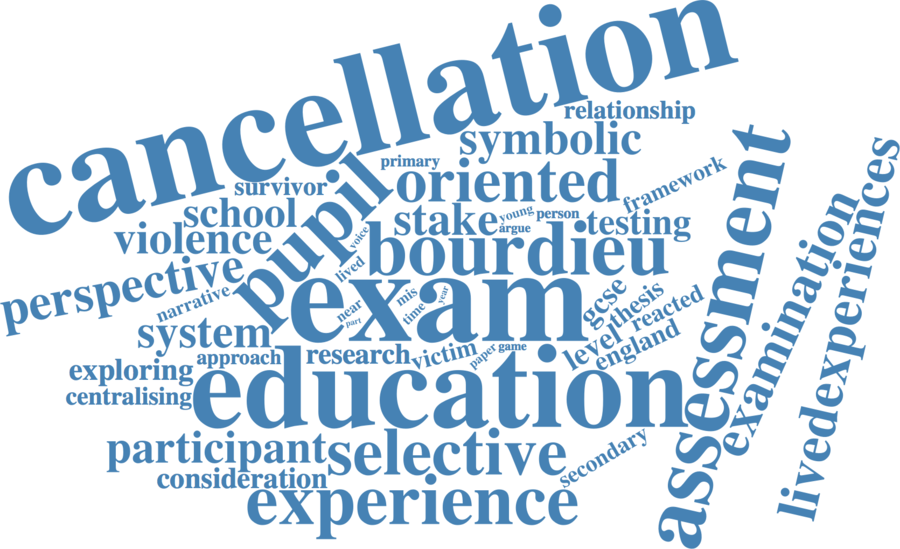 cancellation
relationship
symbolic
primary
survivor
pupil
oriented
framework
school
stake
young
person
argue
testing
violence
voice
bourdieu
perspective
lived
narrative
exam
near
part
mis
time
year
gcse
thesis
reacted
level
england
system
approach
research
victim
paper
game
exploring
centralising
education
assessment
examination
livedexperiences
participant
selective
secondary
consideration
experience